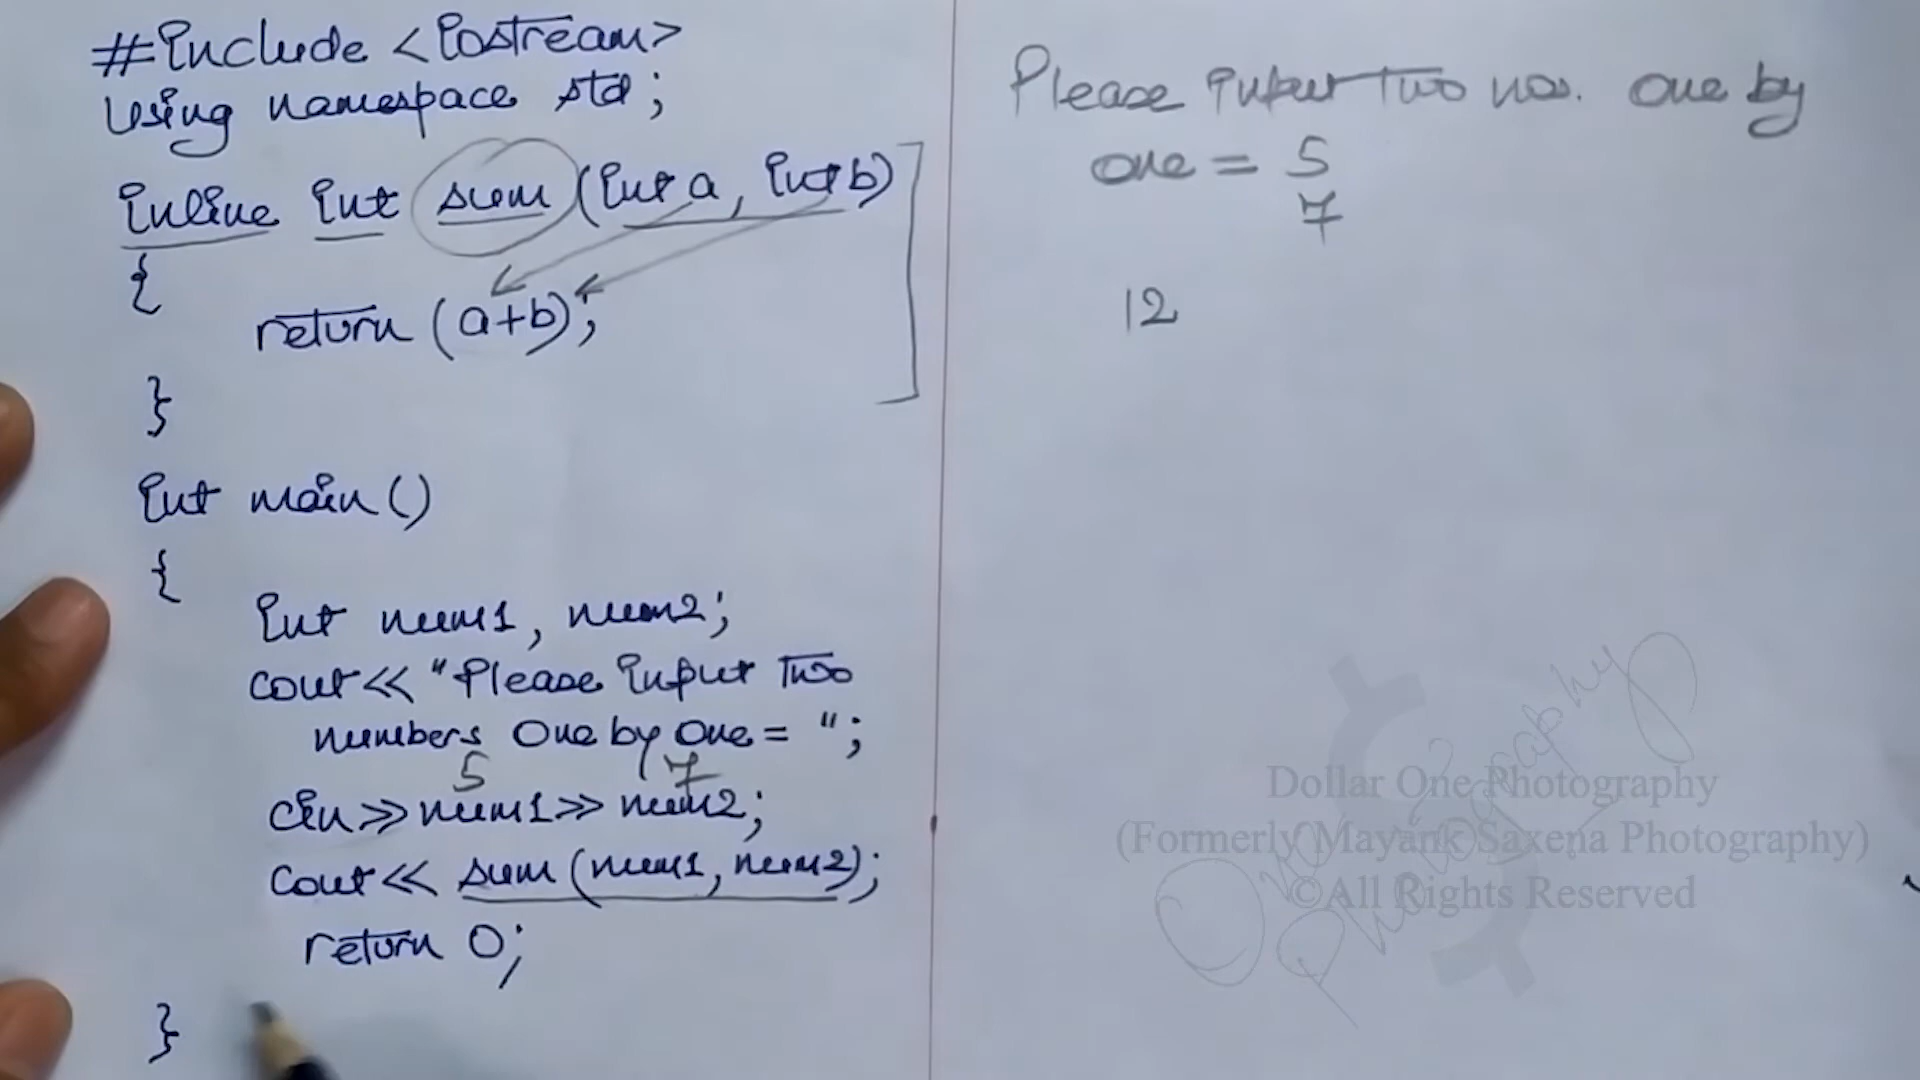 #include <iostream>
using namespace std;
inline int sum (int a, int b)
{
return (a+b);
}
int main ()
{
int num1, num2;
cout << "Please input two
numbers one by one = ";
5 7
cin >> num1 >> num2;
cout << sum (num1, num2);
return 0;
}
Please input two nos. one by
one = 5
7
12
Dollar One Photography
(Formerly Mayank Saxena Photography)
©All Rights Reserved
One
Photography